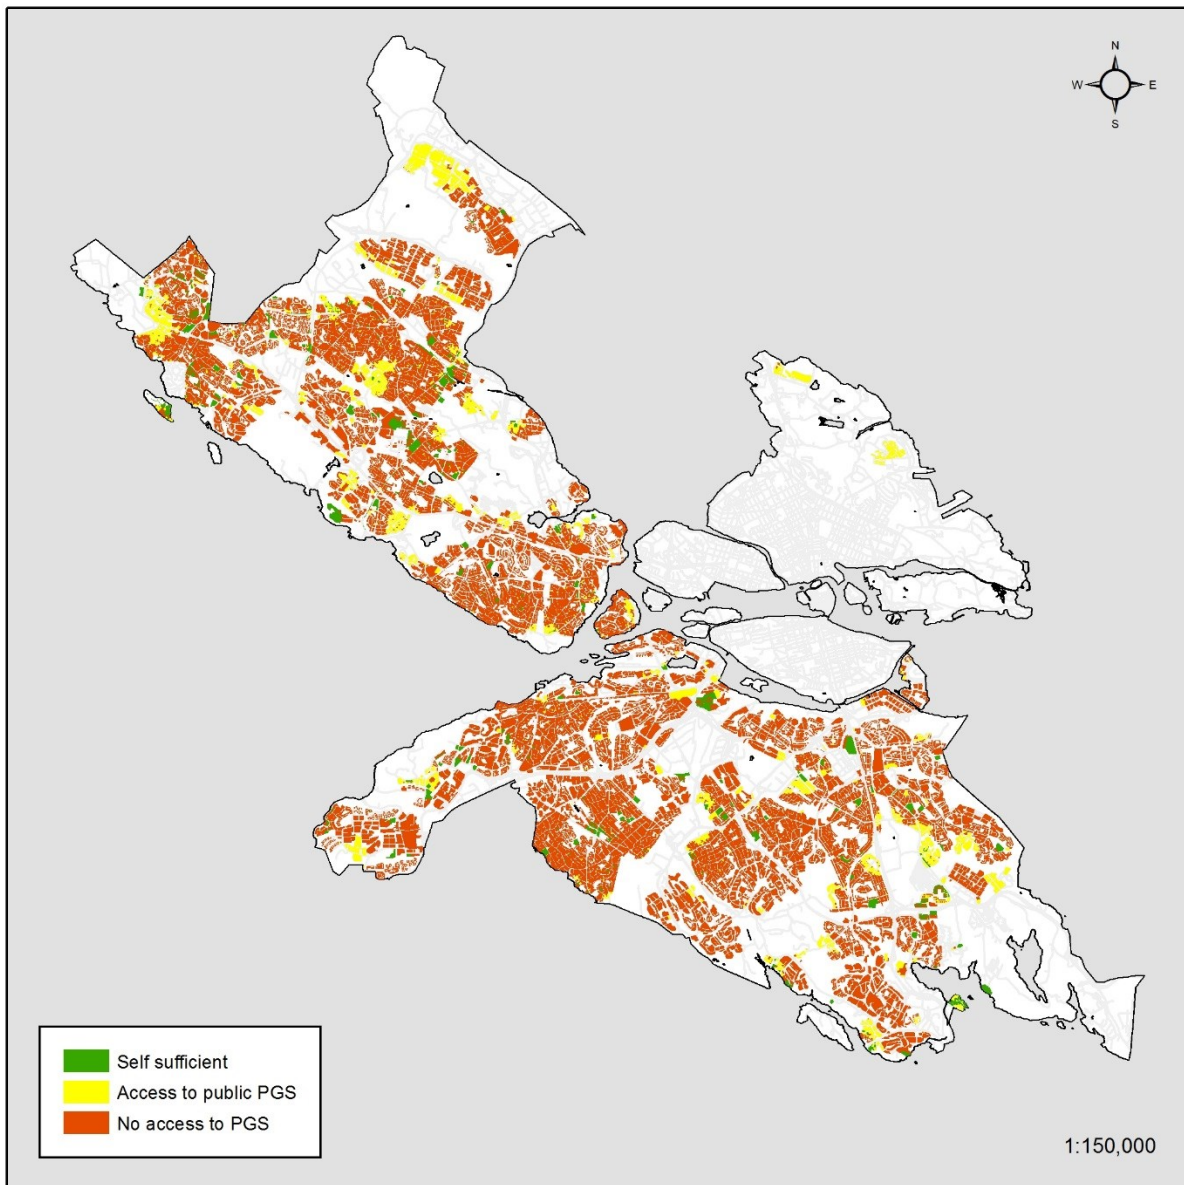 N
W E
S
Self sufficient
Access to public PGS
No access to PGS
1:150,000